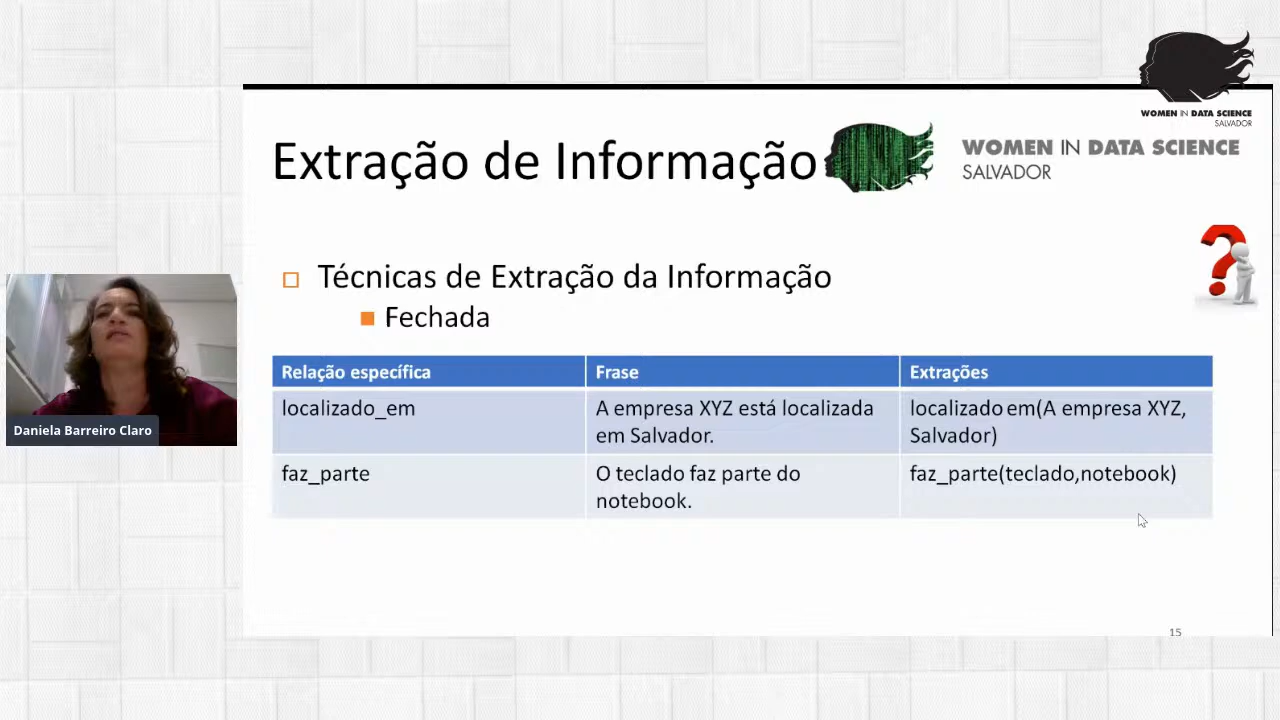 WOMEN IN DATA SCIENCE
SALVADOR
Extração de Informação
WOMEN IN DATA SCIENCE
SALVADOR
Técnicas de Extração da Informação
Fechada
Relação específica
Frase
Extrações
localizado_em
A empresa XYZ está localizada
em Salvador.
localizado em(A empresa XYZ,
Salvador)
faz_parte
O teclado faz parte do
notebook.
faz_parte(teclado,notebook)
Daniela Barreiro Claro
15